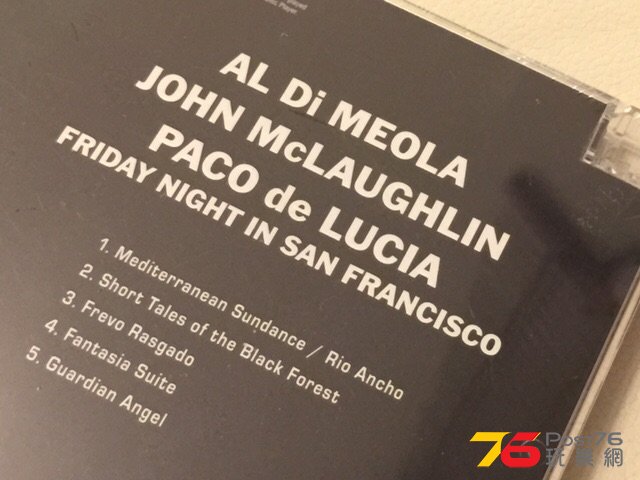 Player
AL Di MEOLA
JOHN McLAUGHLIN
PACO de LUCIA
FRIDAY NIGHT IN SAN FRANCISCO
1. Mediterranean Sundance / Rio Ancho
2. Short Tales of the Black Forest
3. Frevo Rasgado
4. Fantasia Suite
5. Guardian Angel
76 Post76
玩樂網